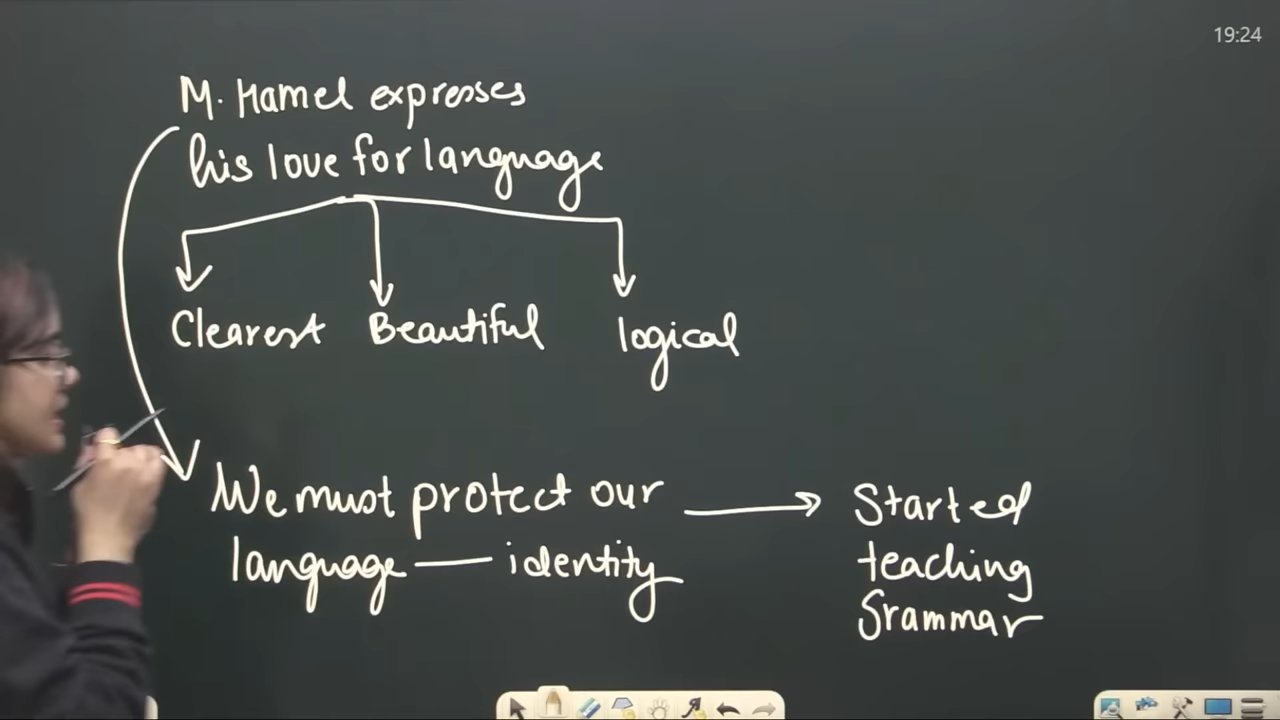 19:24
M. Hamel expresses
his love for language
Clearest Beautiful logical
We must protect our
language — identity
Started
teaching
Grammar